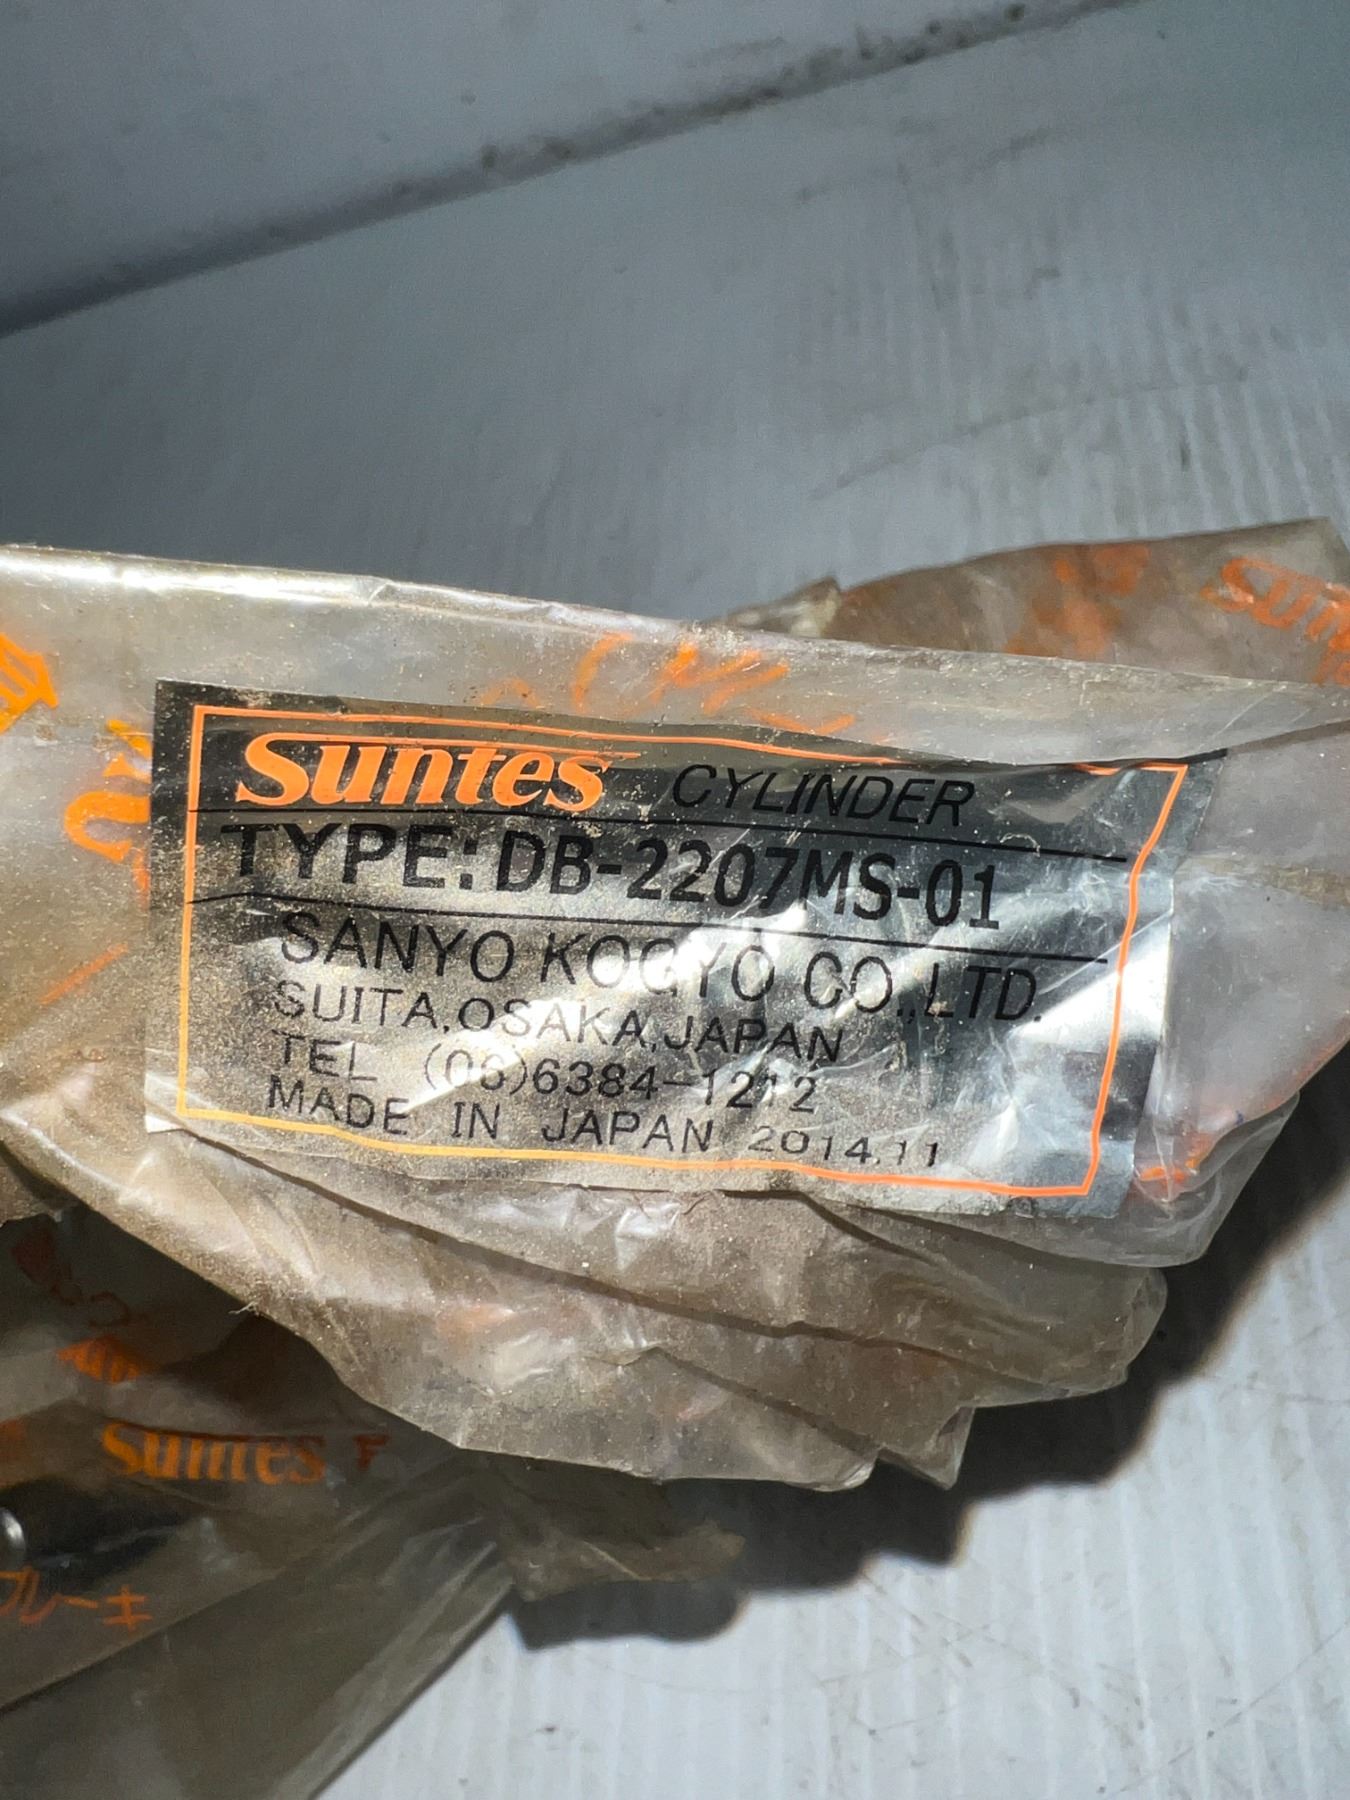 Suntes CYLINDER
TYPE: DB-2207MS-01
SANYO KOGYO CO.,LTD.
SUITA,OSAKA,JAPAN
TEL (06)6384-1212
MADE IN JAPAN 2014.11
Suntes
レーキ